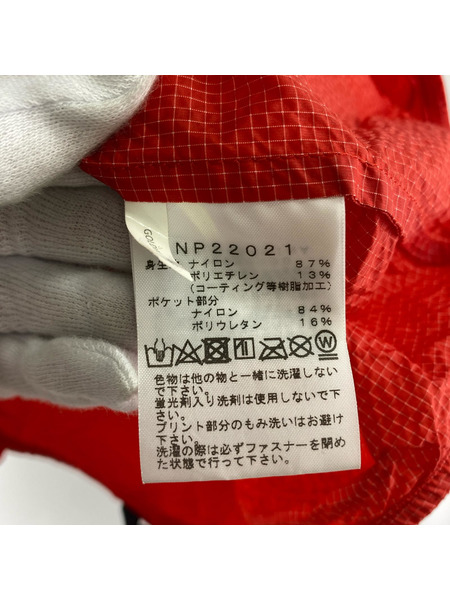 NP22021
身生地 ナイロン 87%
ポリエチレン 13%
(コーティング等樹脂加工)
ポケット部分
ナイロン 84%
ポリウレタン 16%
色物は他の物と一緒に洗濯しない
で下さい。
蛍光剤入り洗剤は使用しないで下
さい。
プリント部分のもみ洗いはお避け
下さい。
洗濯の際は必ずファスナーを閉め
た状態で行って下さい。